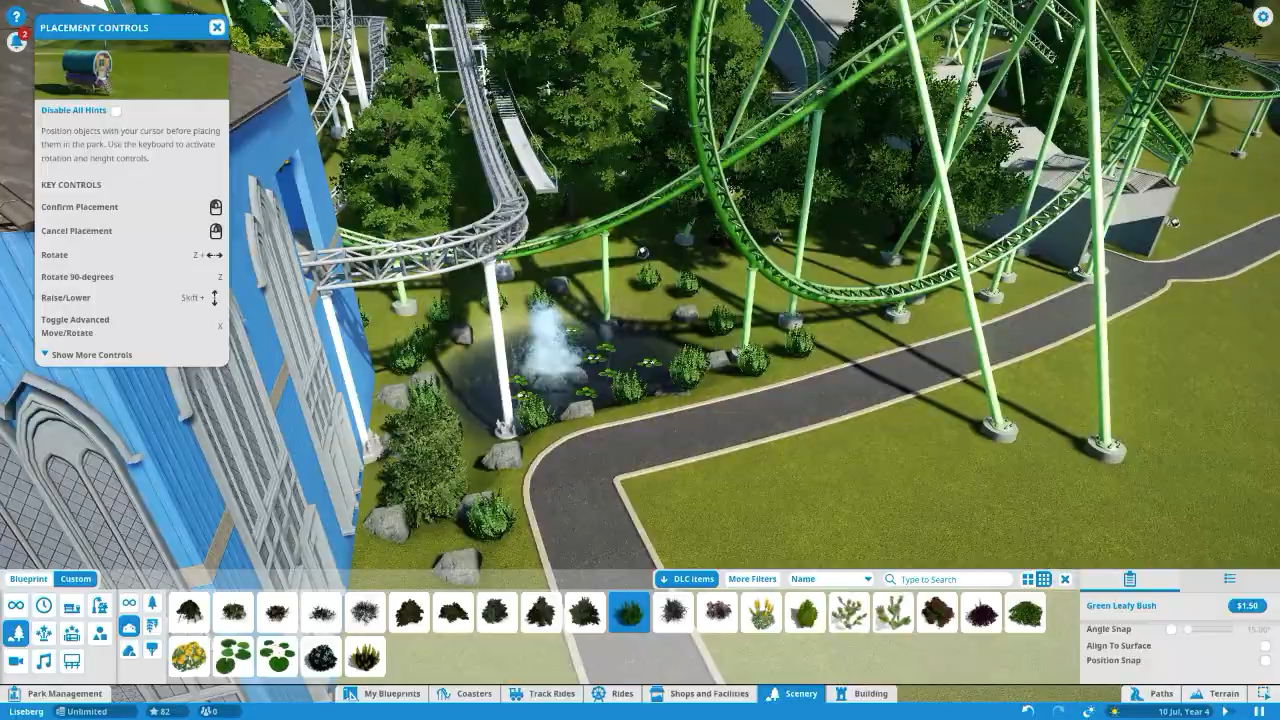 ?
2
PLACEMENT CONTROLS
Disable All Hints
Position objects with your cursor before placing
them in the park. Use the keyboard to activate
rotation and height controls.
KEY CONTROLS
Confirm Placement
Cancel Placement
Rotate Z +
Rotate 90-degrees Z
Raise/Lower Shift +
Toggle Advanced
Move/Rotate X
Show More Controls
Blueprint Custom DLC items More Filters Name Type to Search
Green Leafy Bush $1.50
Angle Snap 15.00°
Align To Surface
Position Snap
Park Management My Blueprints Coasters Track Rides Rides Shops and Facilities Scenery Building Paths Terrain
Liseberg Unlimited 82 0 10 Jul, Year 4